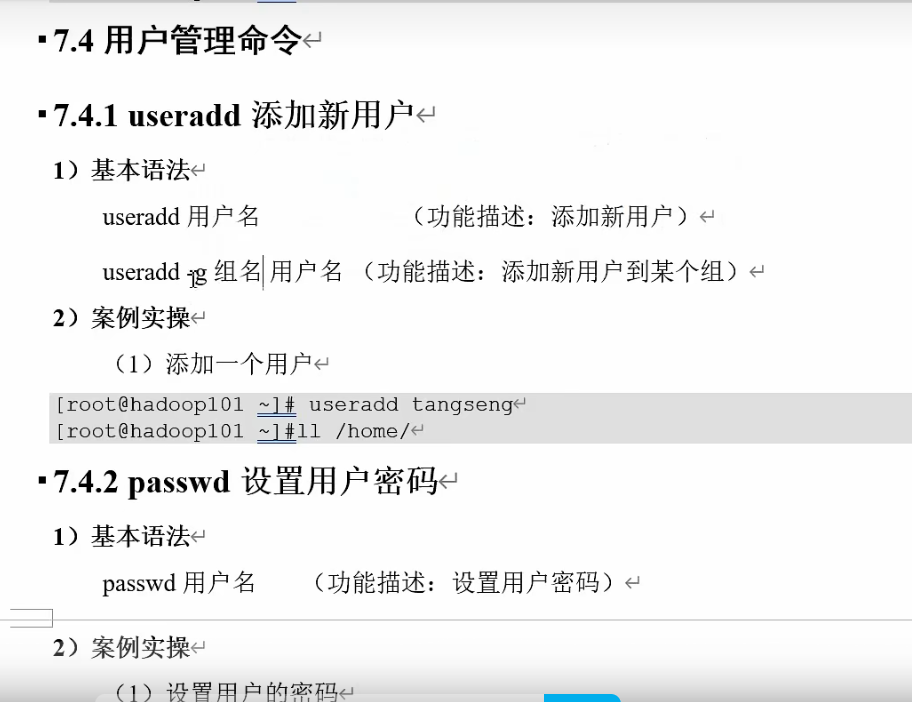 7.4 用户管理命令
7.4.1 useradd 添加新用户
1）基本语法
useradd 用户名 （功能描述：添加新用户）
useradd -g 组名 用户名 （功能描述：添加新用户到某个组）
2）案例实操
（1）添加一个用户
[root@hadoop101 ~]# useradd tangseng
[root@hadoop101 ~]#ll /home/
7.4.2 passwd 设置用户密码
1）基本语法
passwd 用户名 （功能描述：设置用户密码）
2）案例实操
（1）设置用户的密码